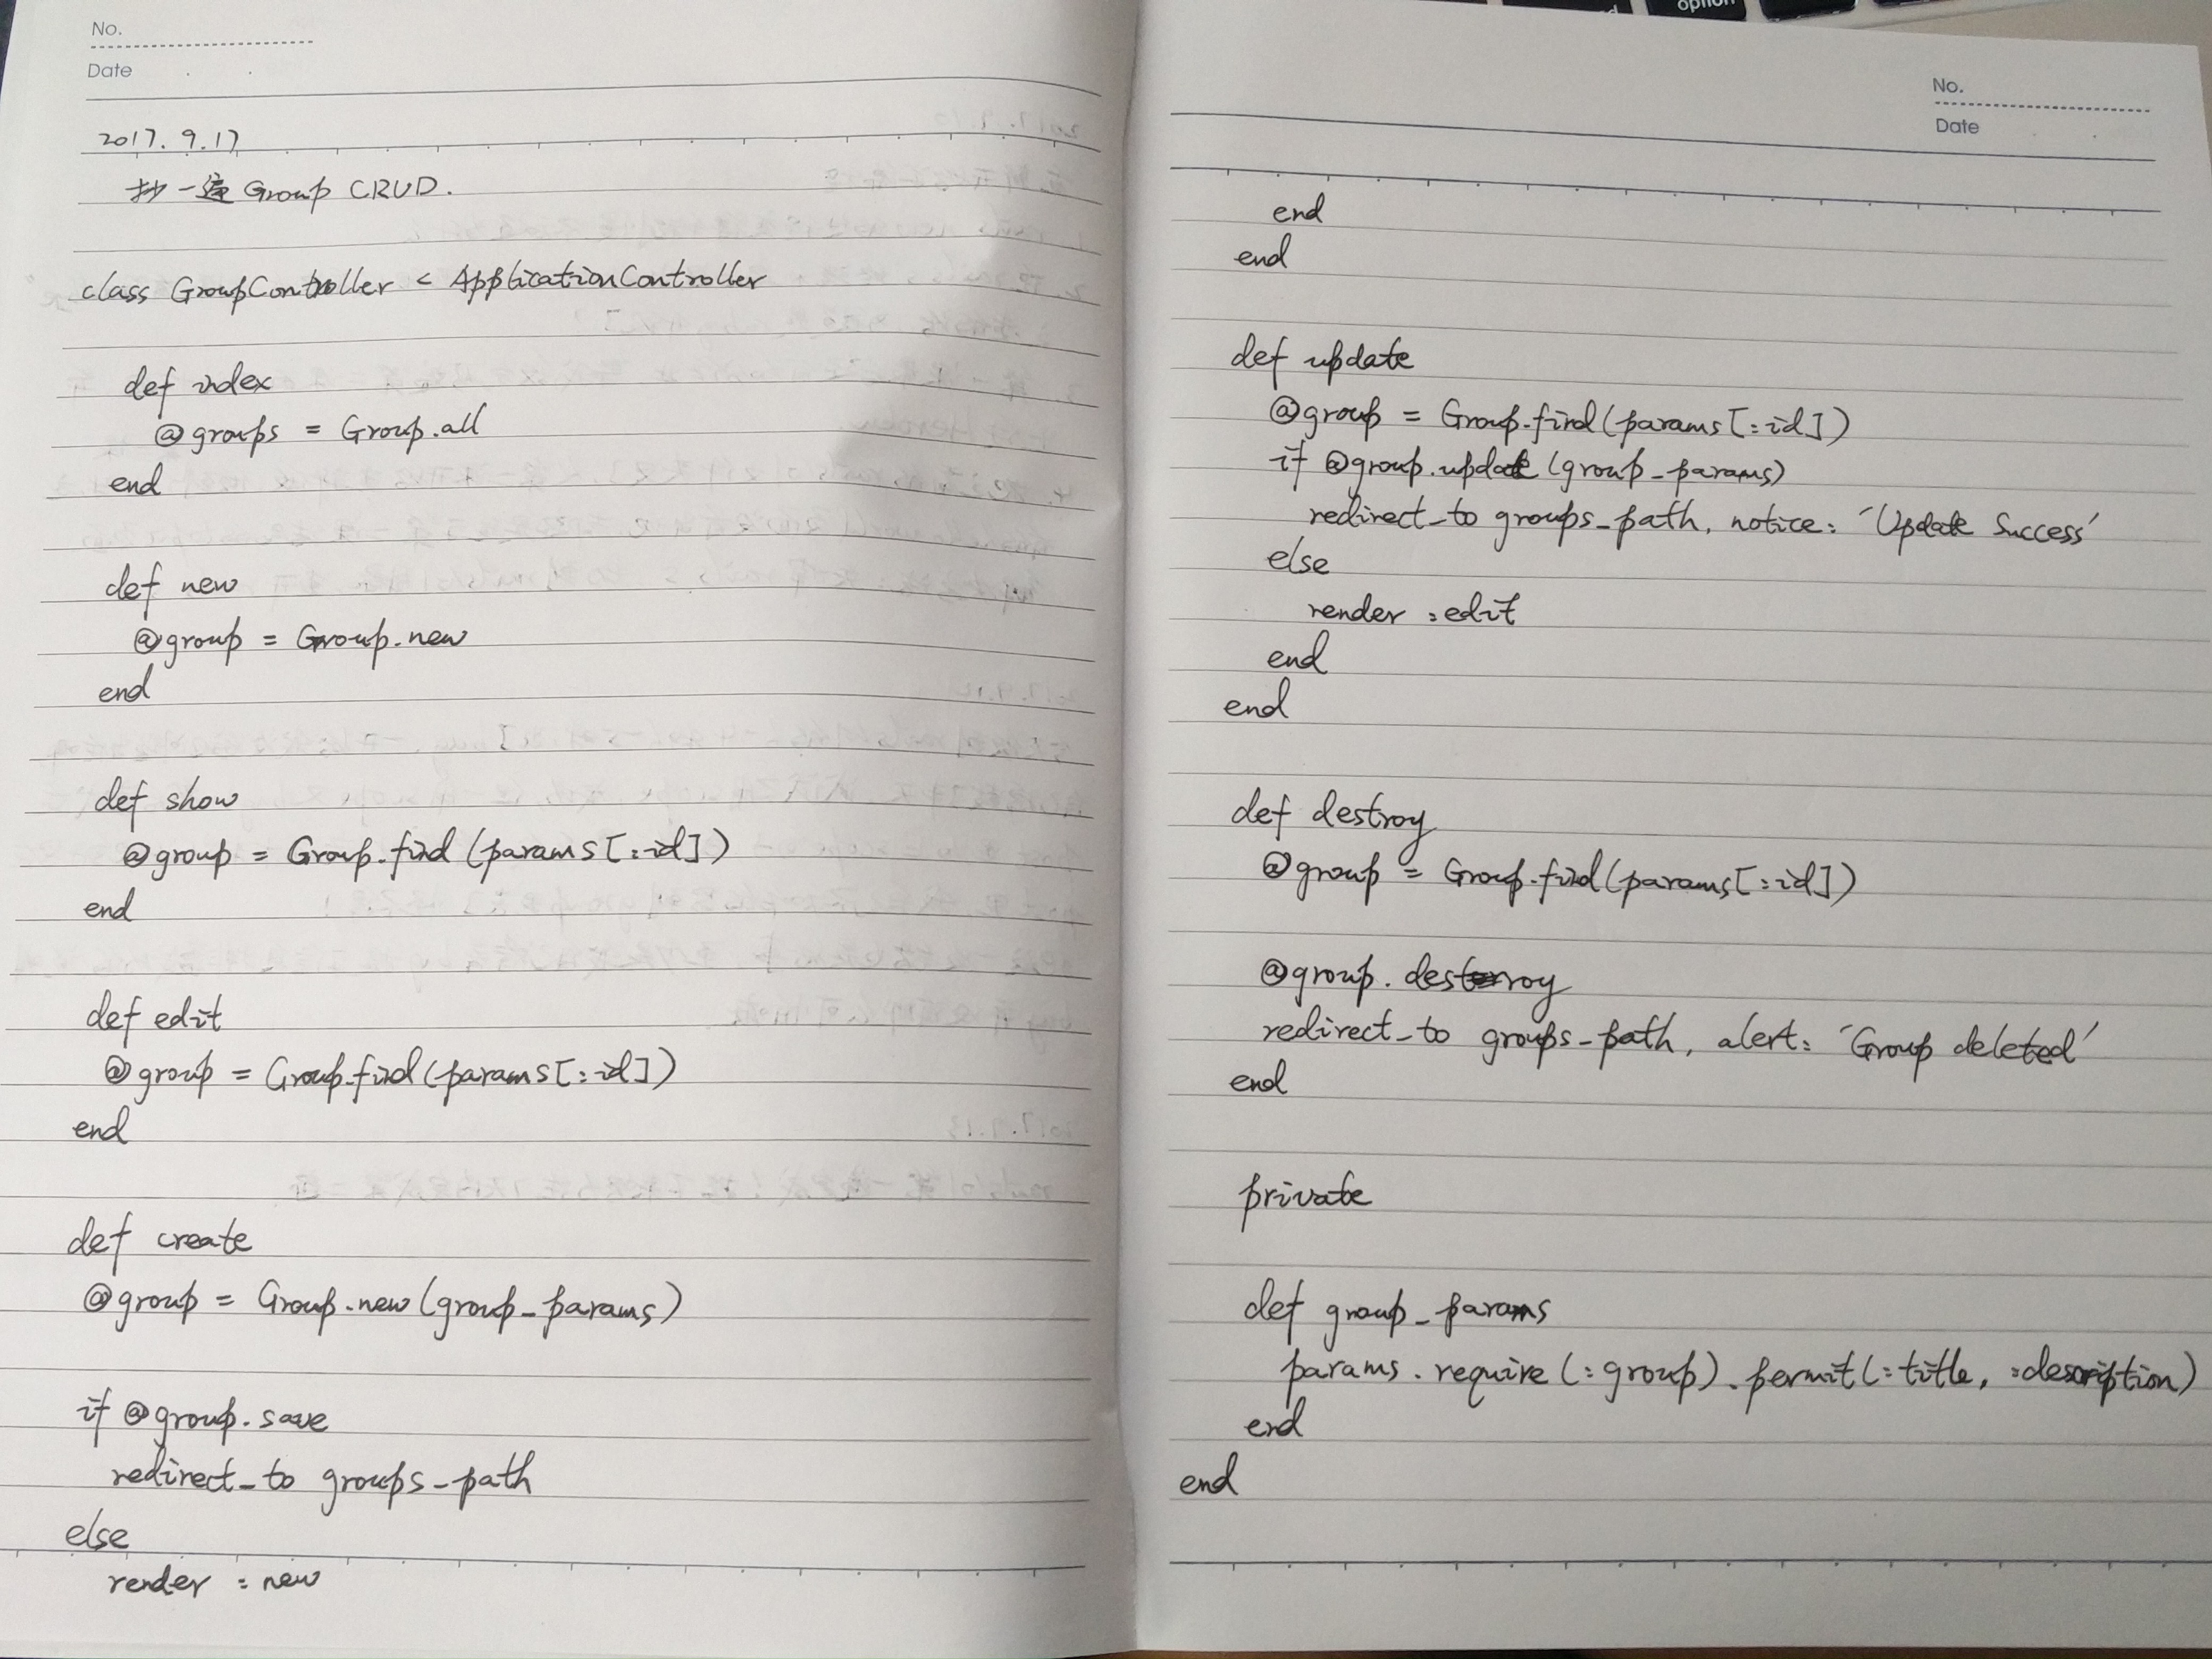 No.
Date
2017.9.17
抄一遍 Group CRUD.
class GroupController < ApplicationController
def index
@groups = Group.all
end
def new
@group = Group.new
end
def show
@group = Group.find (params[:id])
end
def edit
@group = Group.find(params[:id])
end
def create
@group = Group.new(group_params)
if @group.save
redirect_to groups_path
else
render :new
option
No.
Date
end
end
def update
@group = Group.find(params[:id])
if @group.update (group_params)
redirect_to groups_path, notice: 'Update Success'
else
render :edit
end
end
def destroy
@group = Group.find(params[:id])
@group.destroy
redirect_to groups_path, alert: 'Group deleted'
end
private
def group_params
params.require(:group).permit(:title, :description)
end
end